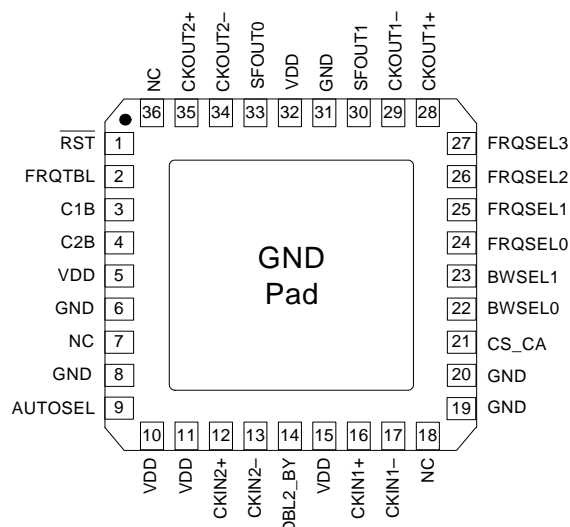 NC
CKOUT2+
CKOUT2–
SFOUT0
VDD
GND
SFOUT1
CKOUT1–
CKOUT1+
36 35 34 33 32 31 30 29 28
RST 1
FRQTBL 2
C1B 3
C2B 4
VDD 5
GND 6
NC 7
GND 8
AUTOSEL 9
GND
Pad
27 FRQSEL3
26 FRQSEL2
25 FRQSEL1
24 FRQSEL0
23 BWSEL1
22 BWSEL0
21 CS_CA
20 GND
19 GND
10 11 12 13 14 15 16 17 18
VDD
VDD
CKIN2+
CKIN2–
DBL2_BY
VDD
CKIN1+
CKIN1–
NC